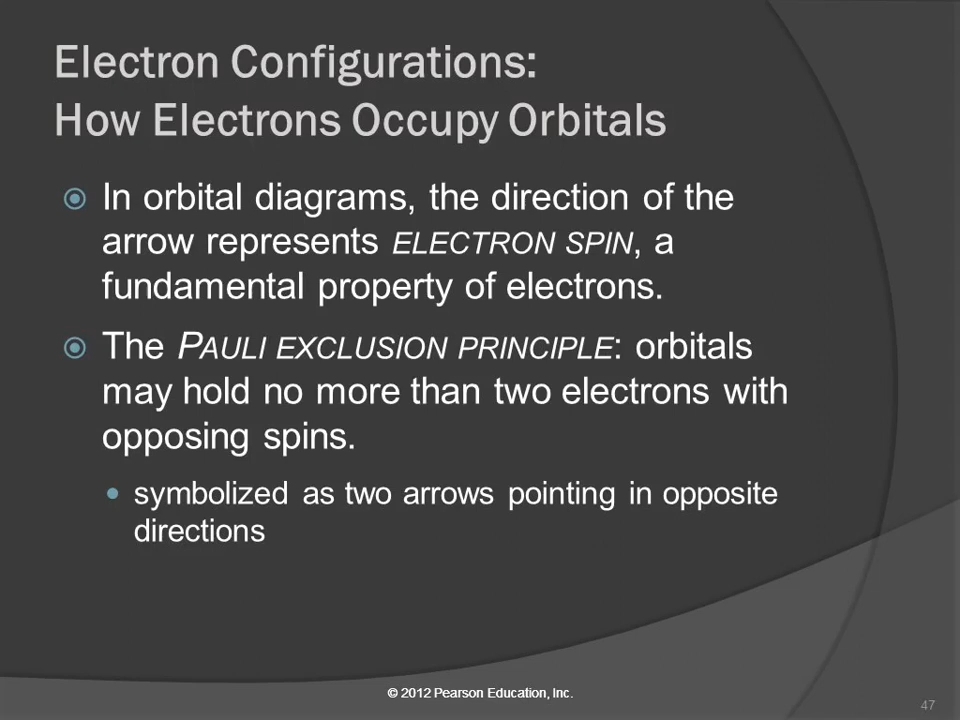 Electron Configurations:
How Electrons Occupy Orbitals
In orbital diagrams, the direction of the
arrow represents ELECTRON SPIN, a
fundamental property of electrons.
The PAULI EXCLUSION PRINCIPLE: orbitals
may hold no more than two electrons with
opposing spins.
symbolized as two arrows pointing in opposite
directions
© 2012 Pearson Education, Inc.
47